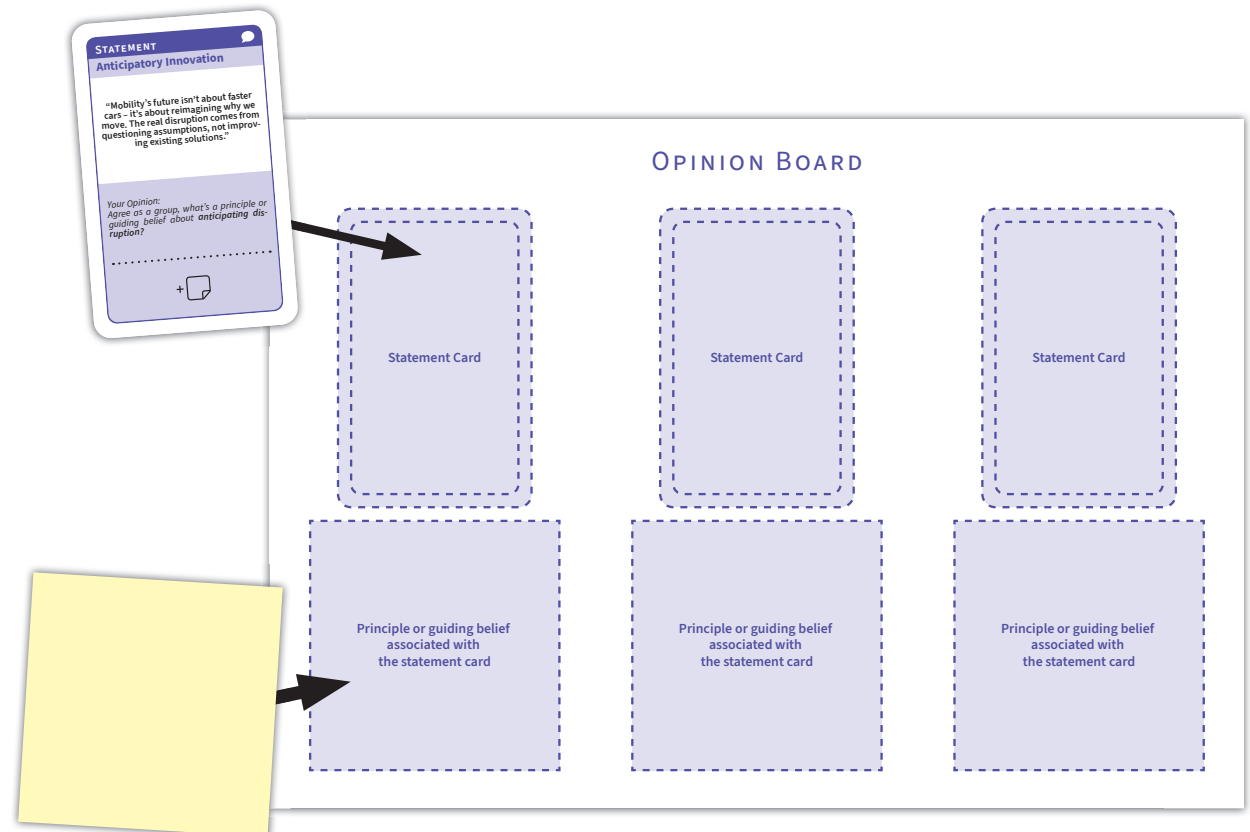 Statement
Anticipatory Innovation
“Mobility’s future isn’t about faster
cars – it’s about reimagining why we
move. The real disruption comes from
questioning assumptions, not improv-
ing existing solutions.”
Your Opinion:
Agree as a group, what’s a principle or
guiding belief about anticipating dis-
ruption?
+
Opinion Board
Statement Card
Statement Card
Statement Card
Principle or guiding belief
associated with
the statement card
Principle or guiding belief
associated with
the statement card
Principle or guiding belief
associated with
the statement card